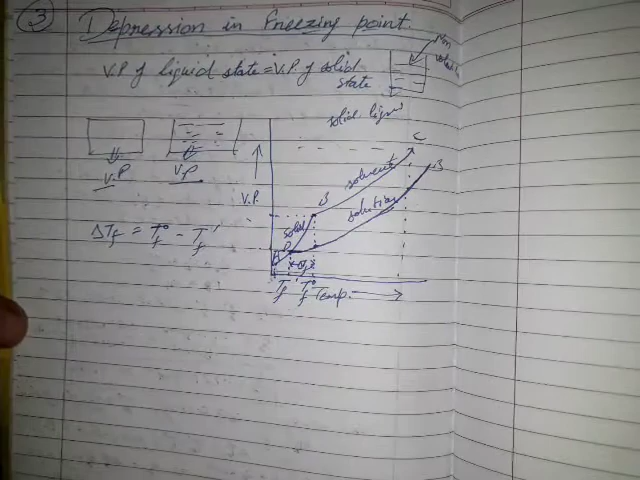 3 Depression in Freezing point.
V.P. of liquid state = V.P. of solid state
solid liquid
V.P V.P
V.P.
C
B
solvent
solution
B
solid
ΔTf = Tf° - Tf'
Tf' Tf° Temp.